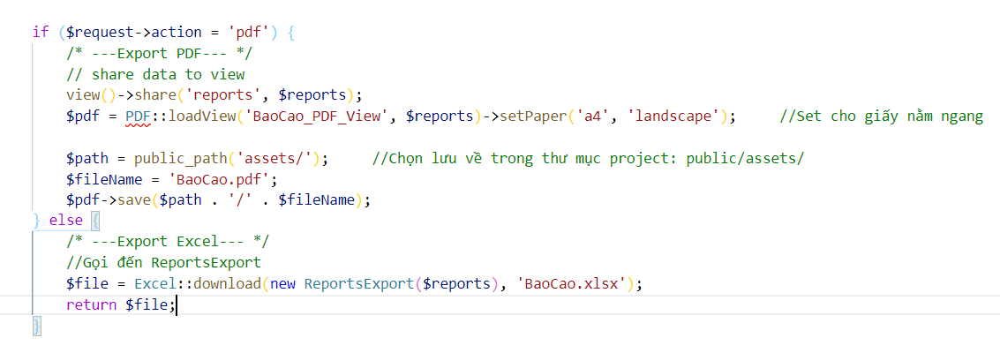 if ($request->action = 'pdf') {
/* ---Export PDF--- */
// share data to view
view()->share('reports', $reports);
$pdf = PDF::loadView('BaoCao_PDF_View', $reports)->setPaper('a4', 'landscape');     //Set cho giấy nằm ngang
$path = public_path('assets/');     //Chọn lưu về trong thư mục project: public/assets/
$fileName = 'BaoCao.pdf';
$pdf->save($path . '/' . $fileName);
} else {
/* ---Export Excel--- */
//Gọi đến ReportsExport
$file = Excel::download(new ReportsExport($reports), 'BaoCao.xlsx');
return $file;
}